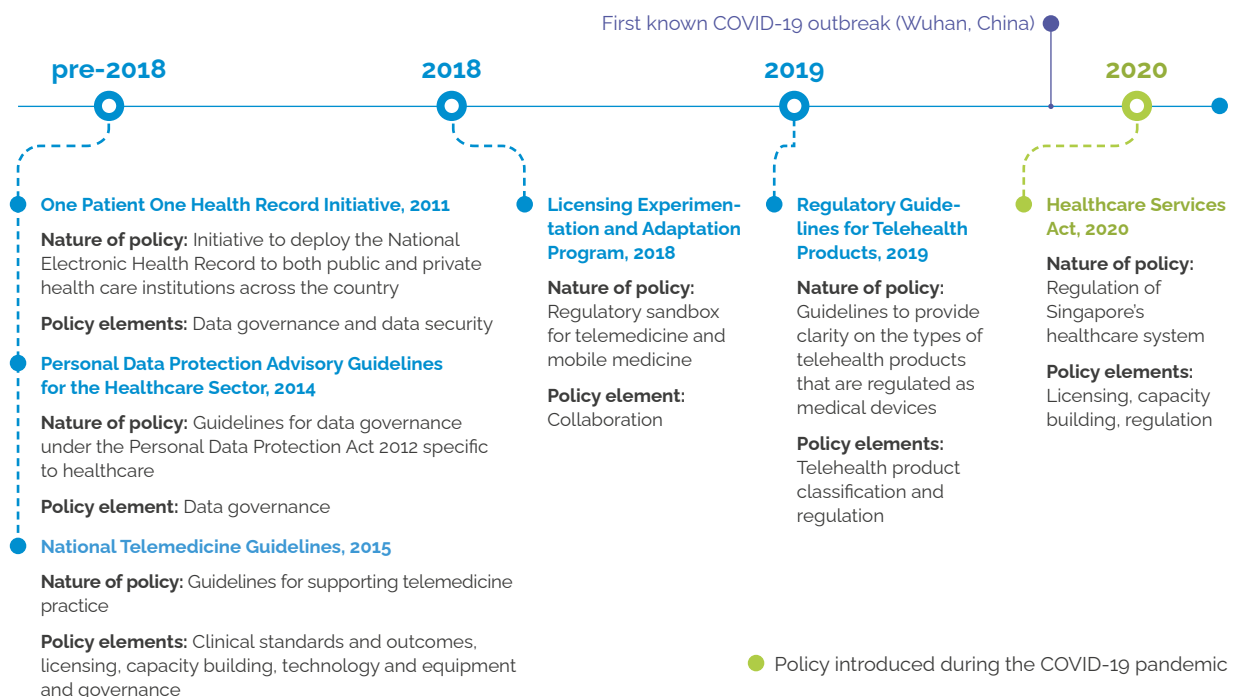 First known COVID-19 outbreak (Wuhan, China)
pre-2018
2018
2019
2020
One Patient One Health Record Initiative, 2011
Nature of policy: Initiative to deploy the National
Electronic Health Record to both public and private
health care institutions across the country
Policy elements: Data governance and data security
Personal Data Protection Advisory Guidelines
for the Healthcare Sector, 2014
Nature of policy: Guidelines for data governance
under the Personal Data Protection Act 2012 specific
to healthcare
Policy element: Data governance
National Telemedicine Guidelines, 2015
Nature of policy: Guidelines for supporting telemedicine
practice
Policy elements: Clinical standards and outcomes,
licensing, capacity building, technology and equipment
and governance
Licensing Experimen-
tation and Adaptation
Program, 2018
Nature of policy:
Regulatory sandbox
for telemedicine and
mobile medicine
Policy element:
Collaboration
Regulatory Guide-
lines for Telehealth
Products, 2019
Nature of policy:
Guidelines to provide
clarity on the types of
telehealth products
that are regulated as
medical devices
Policy elements:
Telehealth product
classification and
regulation
Healthcare Services
Act, 2020
Nature of policy:
Regulation of
Singapore's
healthcare system
Policy elements:
Licensing, capacity
building, regulation
Policy introduced during the COVID-19 pandemic